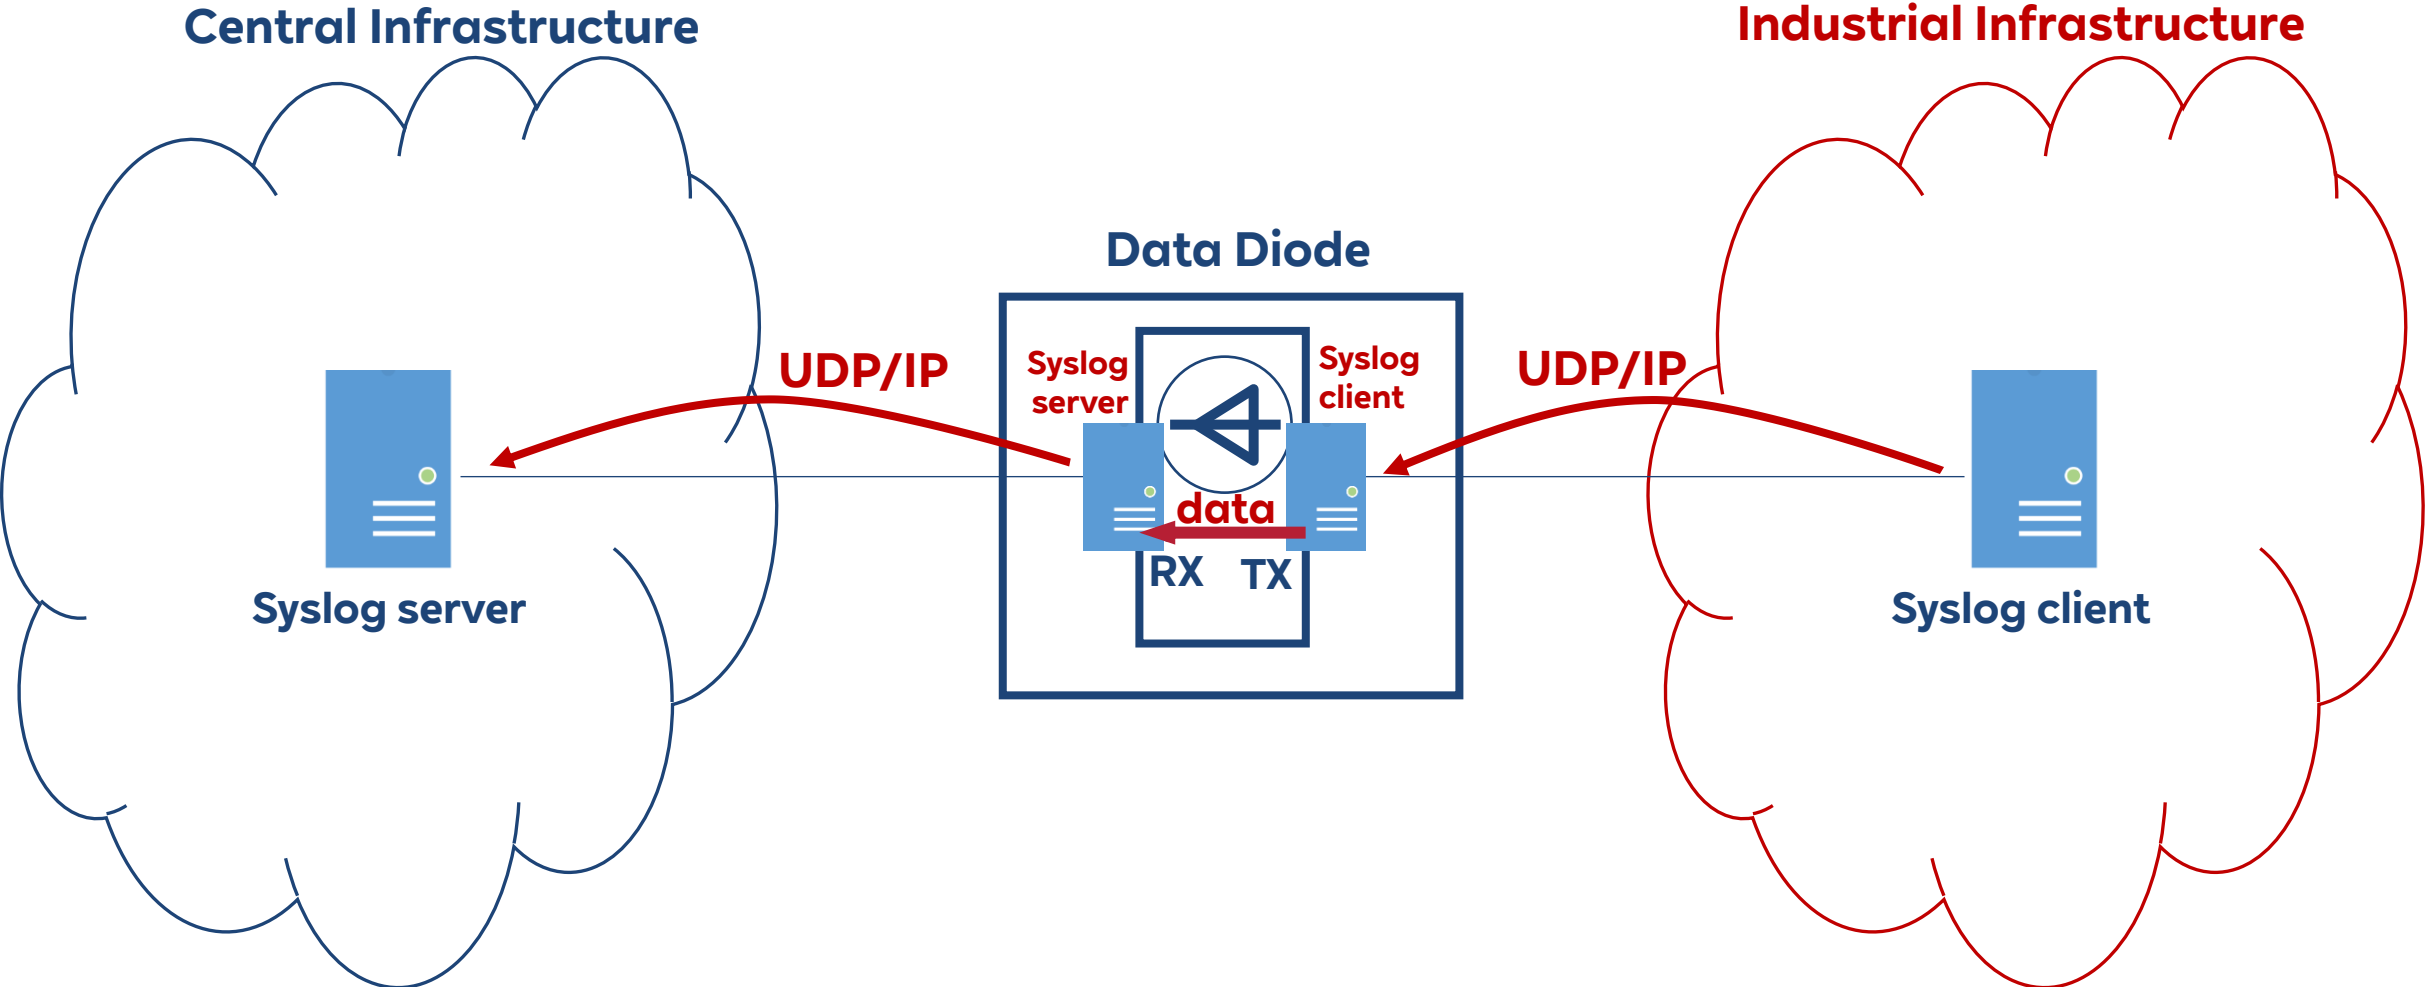 Central Infrastructure
Industrial Infrastructure
Data Diode
UDP/IP
Syslog
server
Syslog
client
UDP/IP
data
RX
TX
Syslog server
Syslog client